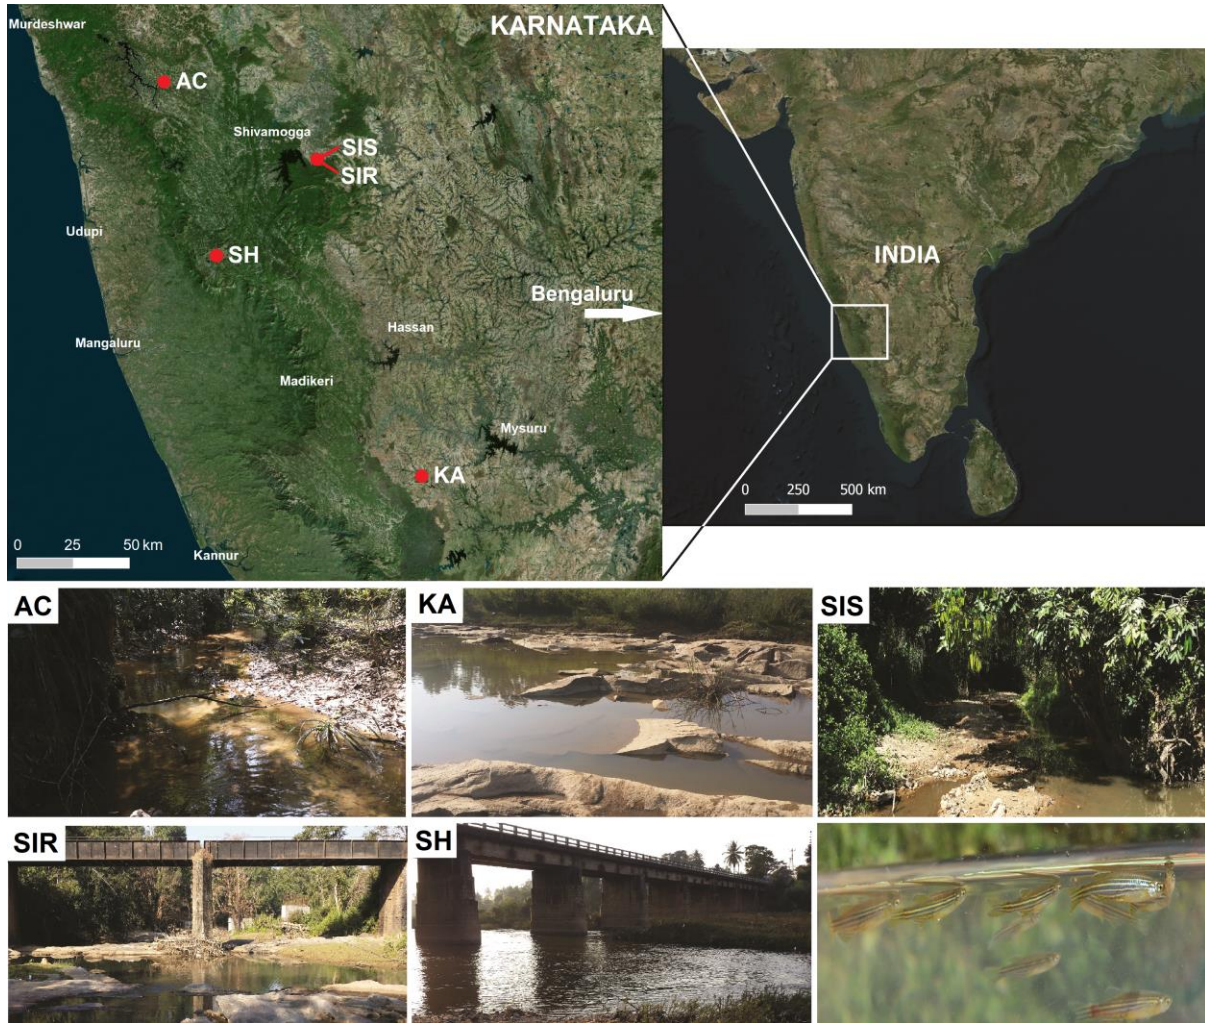 Murdeshwar
KARNATAKA
AC
Shivamogga
SIS
SIR
Udupi
SH
INDIA
Bengaluru
Hassan
Mangaluru
Madikeri
Mysuru
KA
0 250 500 km
0 25 50 km
Kannur
AC
KA
SIS
SIR
SH